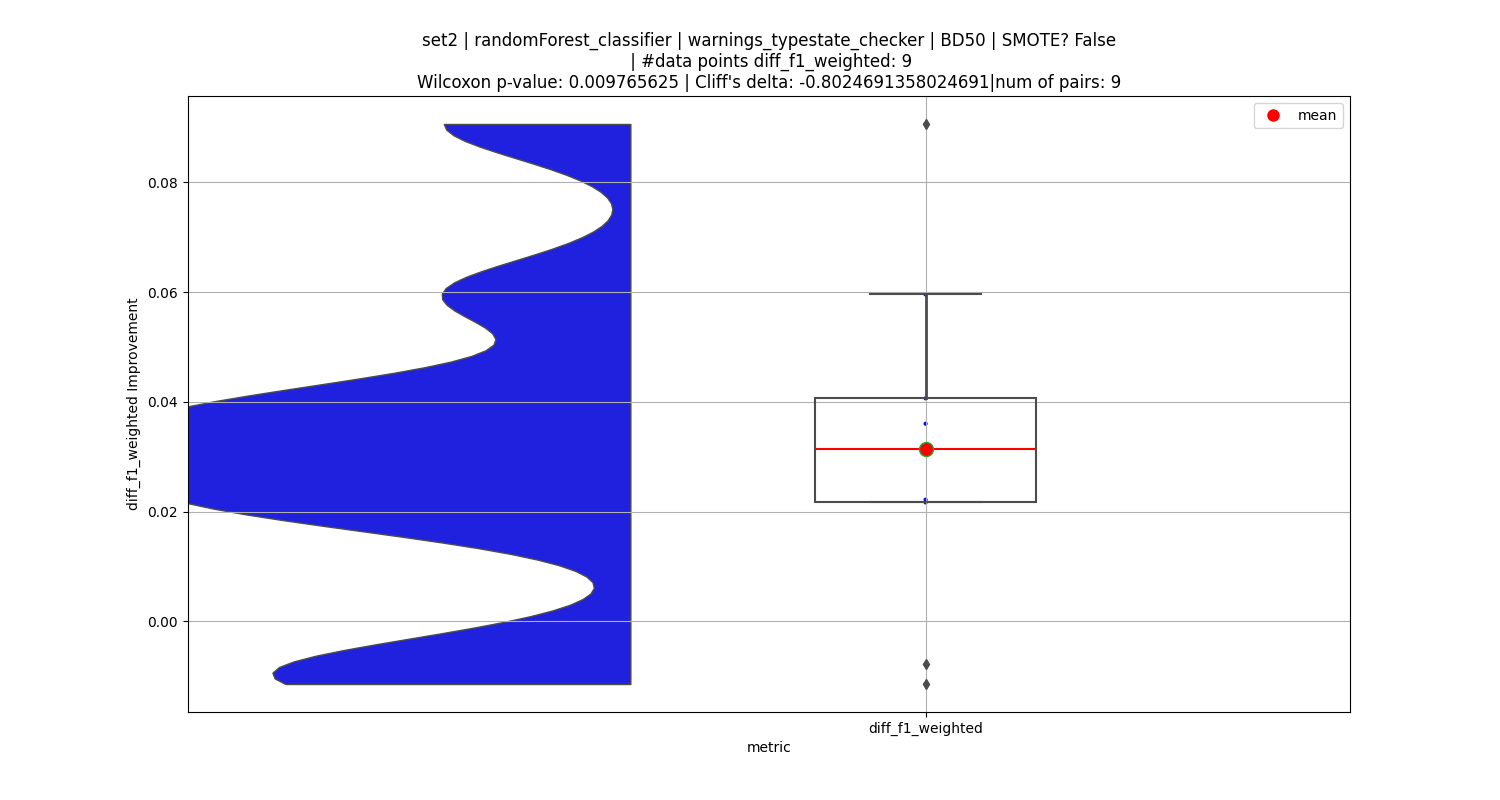 set2 | randomForest_classifier | warnings_typestate_checker | BD50 | SMOTE? False
| #data points diff_f1_weighted: 9
Wilcoxon p-value: 0.009765625 | Cliff's delta: -0.8024691358024691|num of pairs: 9
mean
0.08
0.06
0.04
0.02
0.00
diff_f1_weighted Improvement
diff_f1_weighted
metric